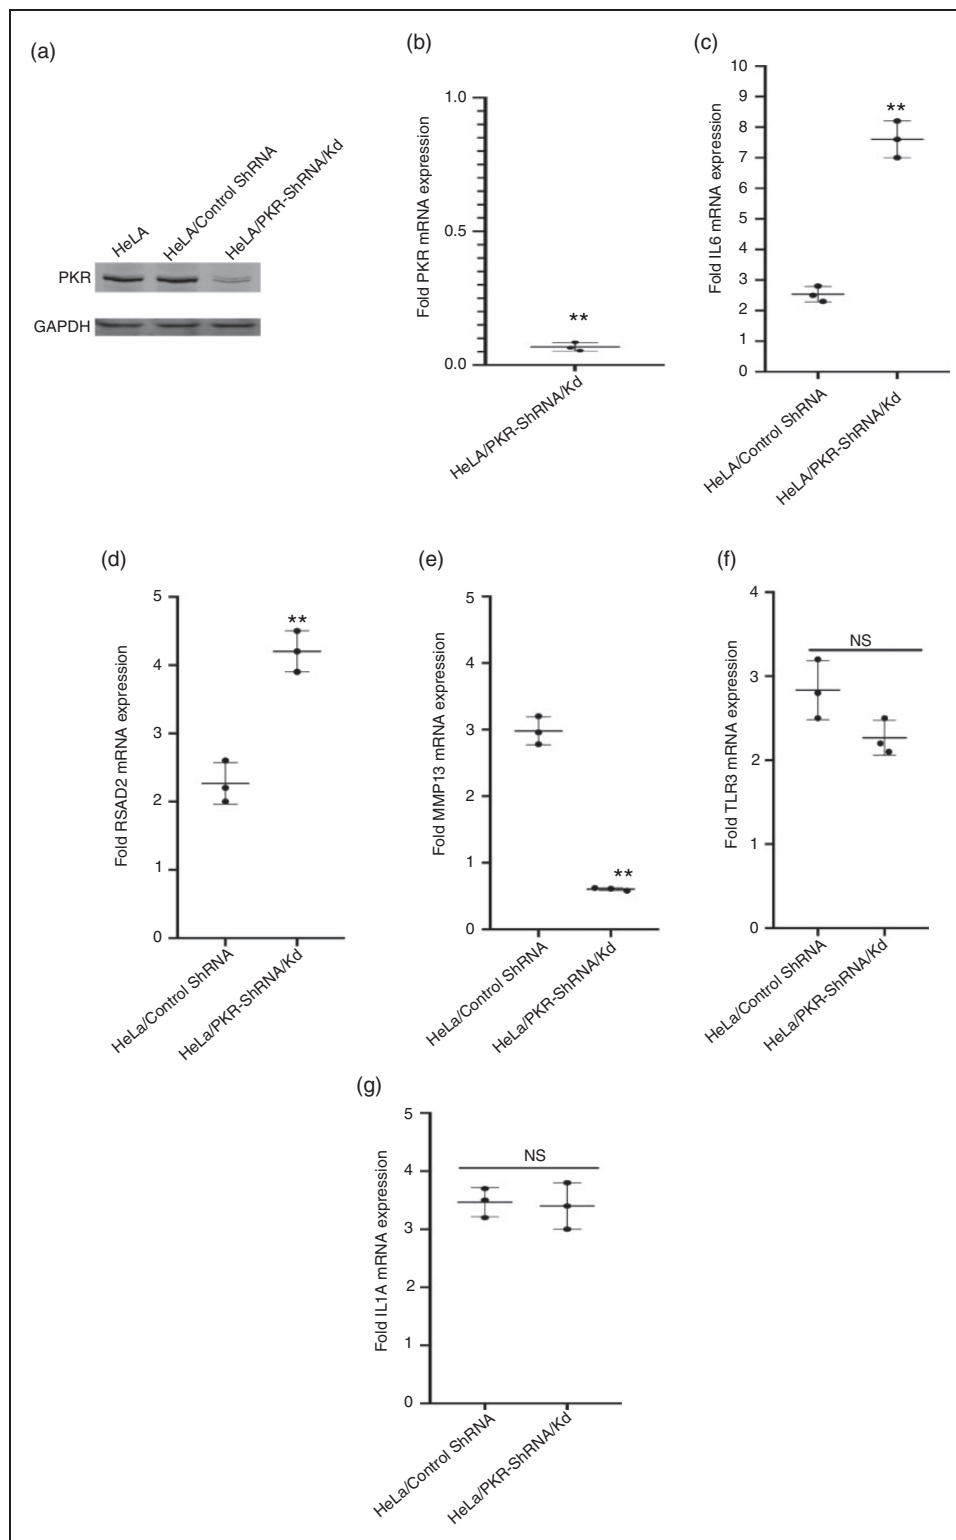 (a)
HeLA
HeLA/Control ShRNA
HeLA/PKR-ShRNA/Kd
PKR
GAPDH
(b)
Fold PKR mRNA expression
1.0
0.5
0.0
**
HeLA/PKR-ShRNA/Kd
(c)
Fold IL6 mRNA expression
10
9
8
7
6
5
4
3
2
1
0
**
HeLA/Control ShRNA
HeLA/PKR-ShRNA/Kd
(d)
Fold RSAD2 mRNA expression
5
4
3
2
1
0
**
HeLa/Control ShRNA
HeLa/PKR-ShRNA/Kd
(e)
Fold MMP13 mRNA expression
5
4
3
2
1
0
**
HeLa/Control ShRNA
HeLa/PKR-ShRNA/Kd
(f)
Fold TLR3 mRNA expression
4
3
2
1
0
NS
HeLa/Control ShRNA
HeLa/PKR-ShRNA/Kd
(g)
Fold IL1A mRNA expression
5
4
3
2
1
0
NS
HeLa/Control ShRNA
HeLa/PKR-ShRNA/Kd